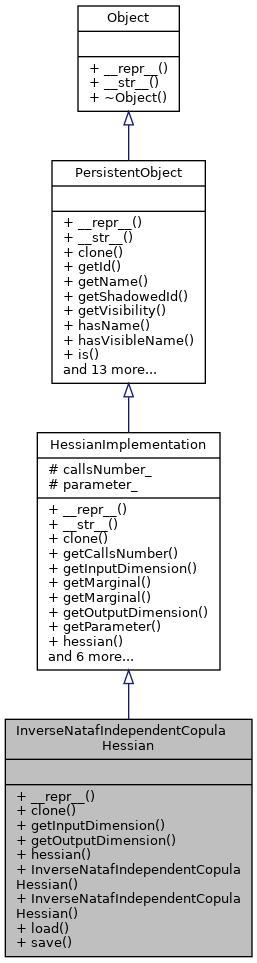 Object
+ __repr__()
+ __str__()
+ ~Object()
PersistentObject
+ __repr__()
+ __str__()
+ clone()
+ getId()
+ getName()
+ getShadowedId()
+ getVisibility()
+ hasName()
+ hasVisibleName()
+ is()
and 13 more...
HessianImplementation
# callsNumber_
# parameter_
+ __repr__()
+ __str__()
+ clone()
+ getCallsNumber()
+ getInputDimension()
+ getMarginal()
+ getMarginal()
+ getOutputDimension()
+ getParameter()
+ hessian()
and 6 more...
InverseNatafIndependentCopula
Hessian
+ __repr__()
+ clone()
+ getInputDimension()
+ getOutputDimension()
+ hessian()
+ InverseNatafIndependentCopula
Hessian()
+ InverseNatafIndependentCopula
Hessian()
+ load()
+ save()